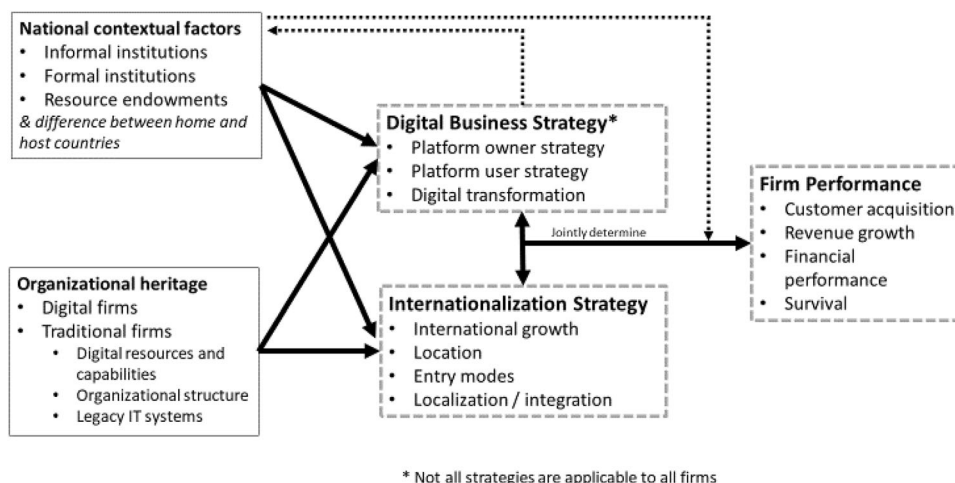 National contextual factors
• Informal institutions
• Formal institutions
• Resource endowments
& difference between home and
host countries
Digital Business Strategy*
• Platform owner strategy
• Platform user strategy
• Digital transformation
Firm Performance
• Customer acquisition
• Revenue growth
• Financial
performance
• Survival
Jointly determine
Organizational heritage
• Digital firms
• Traditional firms
• Digital resources and
capabilities
• Organizational structure
• Legacy IT systems
Internationalization Strategy
• International growth
• Location
• Entry modes
• Localization / integration
* Not all strategies are applicable to all firms